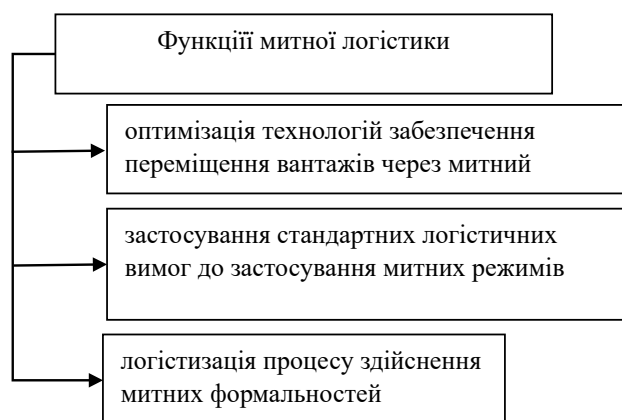 Функціїї митної логістики
оптимізація технологій забезпечення
переміщення вантажів через митний
застосування стандартних логістичних
вимог до застосування митних режимів
логістизація процесу здійснення
митних формальностей